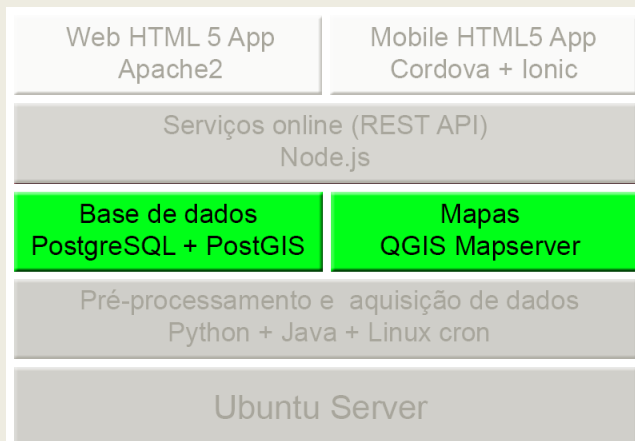 Web HTML 5 App
Apache2
Mobile HTML5 App
Cordova + Ionic
Serviços online (REST API)
Node.js
Base de dados
PostgreSQL + PostGIS
Mapas
QGIS Mapserver
Pré-processamento e aquisição de dados
Python + Java + Linux cron
Ubuntu Server